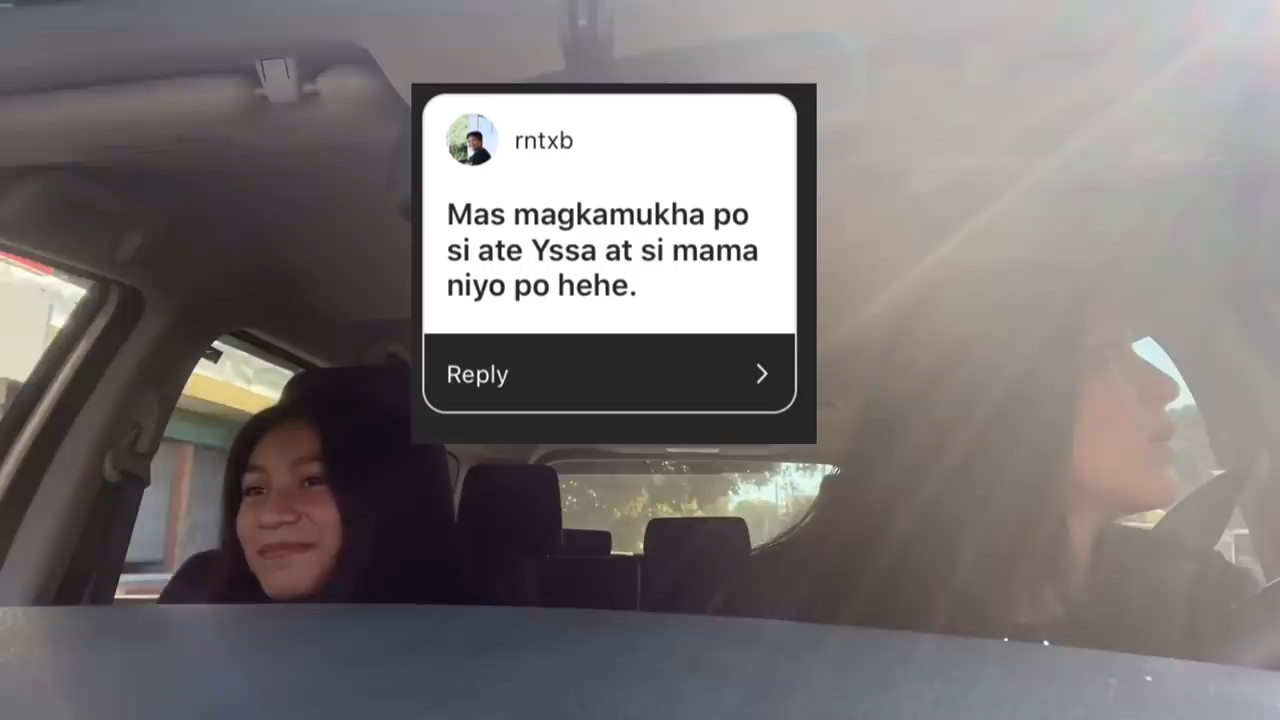 rntxb
Mas magkamukha po
si ate Yssa at si mama
niyo po hehe.
Reply